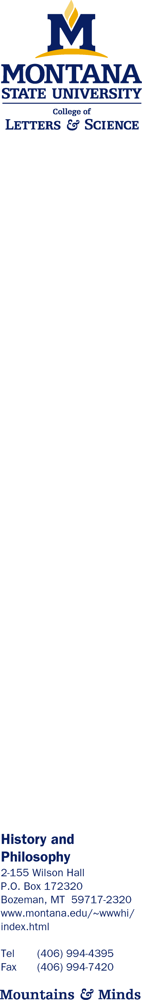 M
MONTANA
STATE UNIVERSITY
College of
LETTERS & SCIENCE
History and
Philosophy
2-155 Wilson Hall
P.O. Box 172320
Bozeman, MT  59717-2320
www.montana.edu/~wwwhi/
index.html
Tel (406) 994-4395
Fax (406) 994-7420
Mountains & Minds